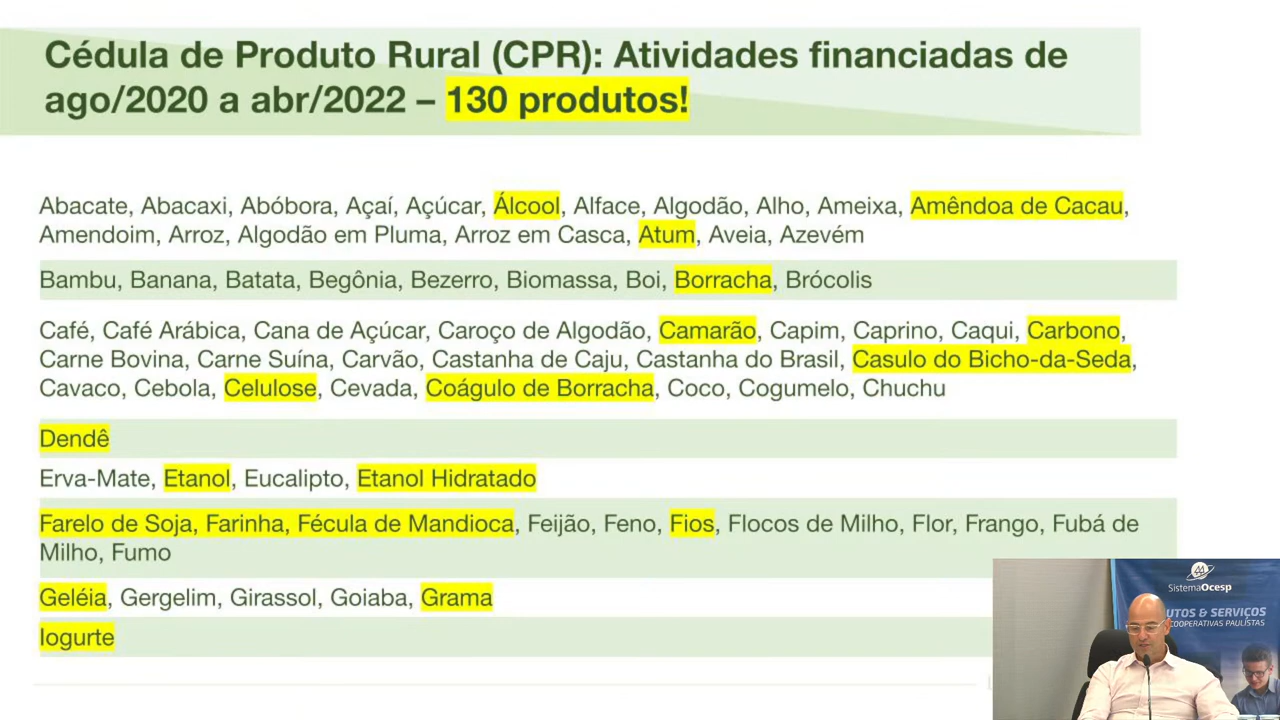 Cédula de Produto Rural (CPR): Atividades financiadas de
ago/2020 a abr/2022 – 130 produtos!
Abacate, Abacaxi, Abóbora, Açaí, Açúcar, Álcool, Alface, Algodão, Alho, Ameixa, Amêndoa de Cacau,
Amendoim, Arroz, Algodão em Pluma, Arroz em Casca, Atum, Aveia, Azevém
Bambu, Banana, Batata, Begônia, Bezerro, Biomassa, Boi, Borracha, Brócolis
Café, Café Arábica, Cana de Açúcar, Caroço de Algodão, Camarão, Capim, Caprino, Caqui, Carbono,
Carne Bovina, Carne Suína, Carvão, Castanha de Caju, Castanha do Brasil, Casulo do Bicho-da-Seda,
Cavaco, Cebola, Celulose, Cevada, Coágulo de Borracha, Coco, Cogumelo, Chuchu
Dendê
Erva-Mate, Etanol, Eucalipto, Etanol Hidratado
Farelo de Soja, Farinha, Fécula de Mandioca, Feijão, Feno, Fios, Flocos de Milho, Flor, Frango, Fubá de
Milho, Fumo
Geléia, Gergelim, Girassol, Goiaba, Grama
Iogurte
SistemaOcesp
UTOS & SERVIÇOS
COOPERATIVAS PAULISTAS